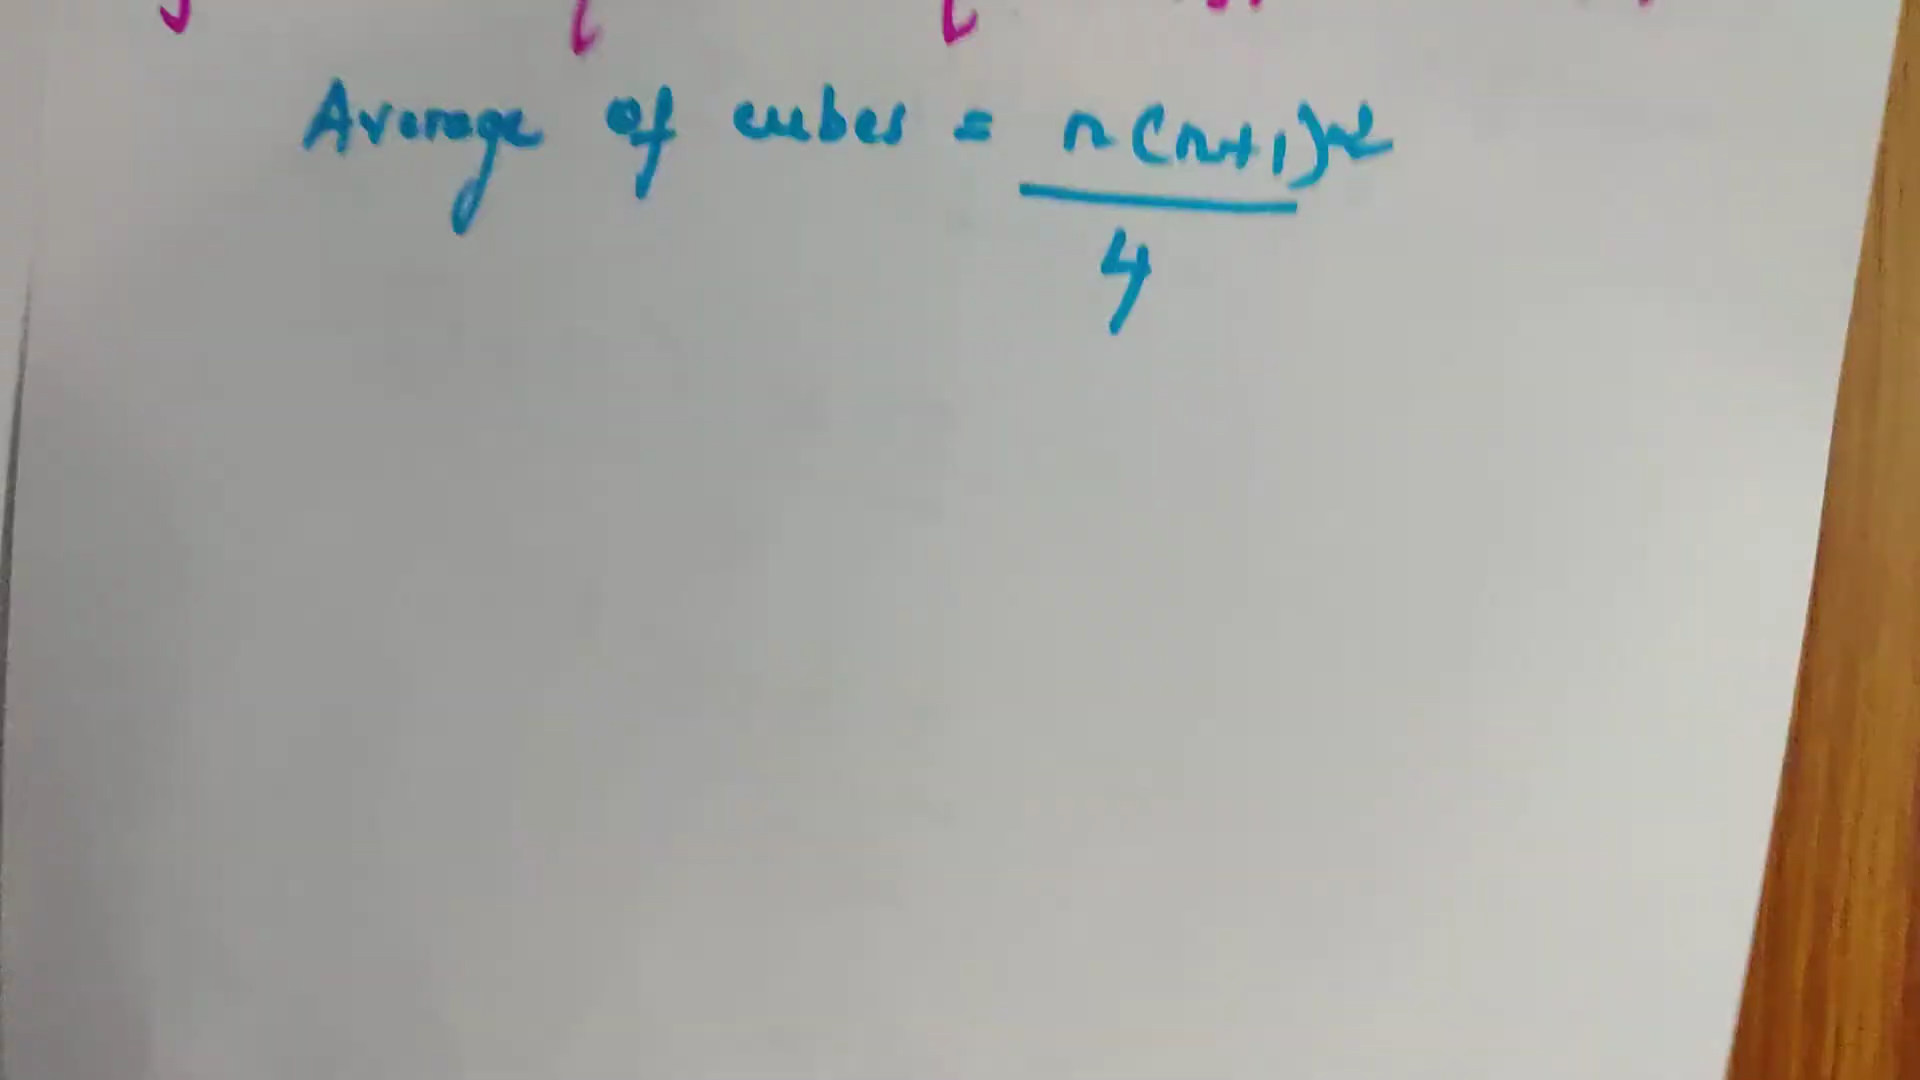 Average of cubes = n(n+1)²
4